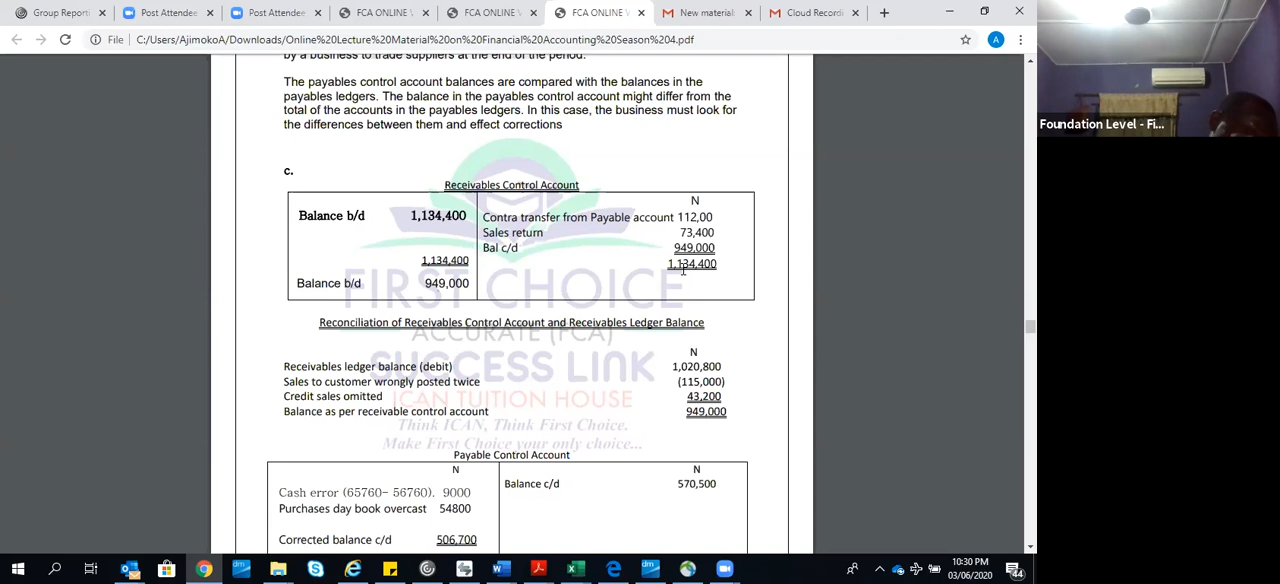 Group Reporti
Post Attendee
Post Attendee
FCA ONLINE V
FCA ONLINE V
FCA ONLINE V
New material
Cloud Recordi
File
C:/Users/AjimokoA/Downloads/Online%20Lecture%20Material%20on%20Financial%20Accounting%20Season%204.pdf
A
by a business to trade suppliers at the end of the period.
The payables control account balances are compared with the balances in the
payables ledgers. The balance in the payables control account might differ from the
total of the accounts in the payables ledgers. In this case, the business must look for
the differences between them and effect corrections
Foundation Level - Fi...
c.
Receivables Control Account
N
Balance b/d 1,134,400 Contra transfer from Payable account 112,00
Sales return 73,400
Bal c/d 949,000
1,134,400 1,134,400
Balance b/d 949,000
FIRST CHOICE
Reconciliation of Receivables Control Account and Receivables Ledger Balance
ACCURATE (FCA)
N
SUCCESS LINK
Receivables ledger balance (debit) 1,020,800
Sales to customer wrongly posted twice (115,000)
Credit sales omitted 43,200
ICAN TUITION HOUSE
Balance as per receivable control account 949,000
Think ICAN, Think First Choice.
Make First Choice your only choice...
Payable Control Account
N N
Balance c/d 570,500
Cash error (65760- 56760). 9000
Purchases day book overcast 54800
Corrected balance c/d 506,700
10:30 PM
03/06/2020
44